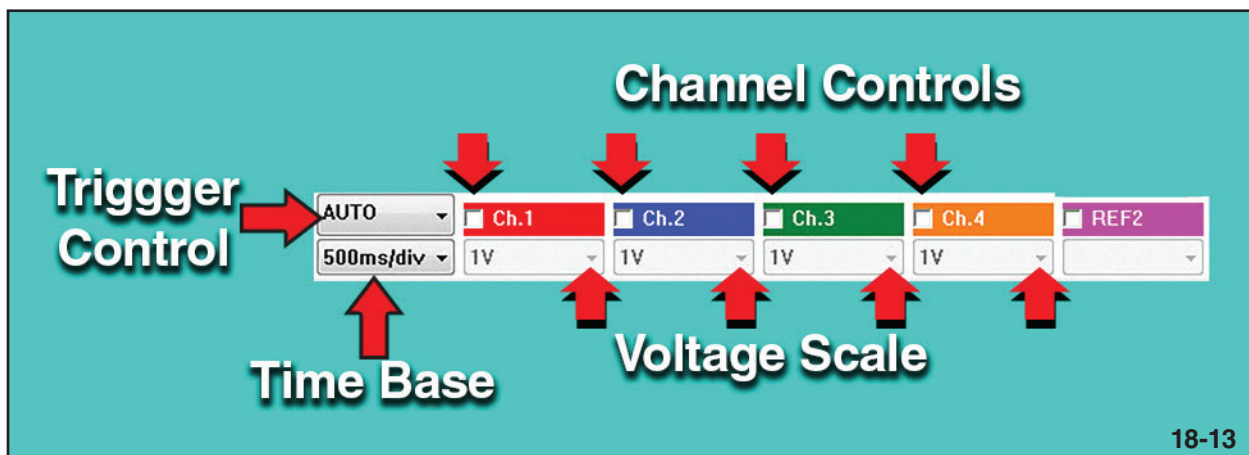 Channel Controls
Triggger
Control
AUTO
Ch.1
Ch.2
Ch.3
Ch.4
REF2
500ms/div
1V
1V
1V
1V
Time Base
Voltage Scale
18-13